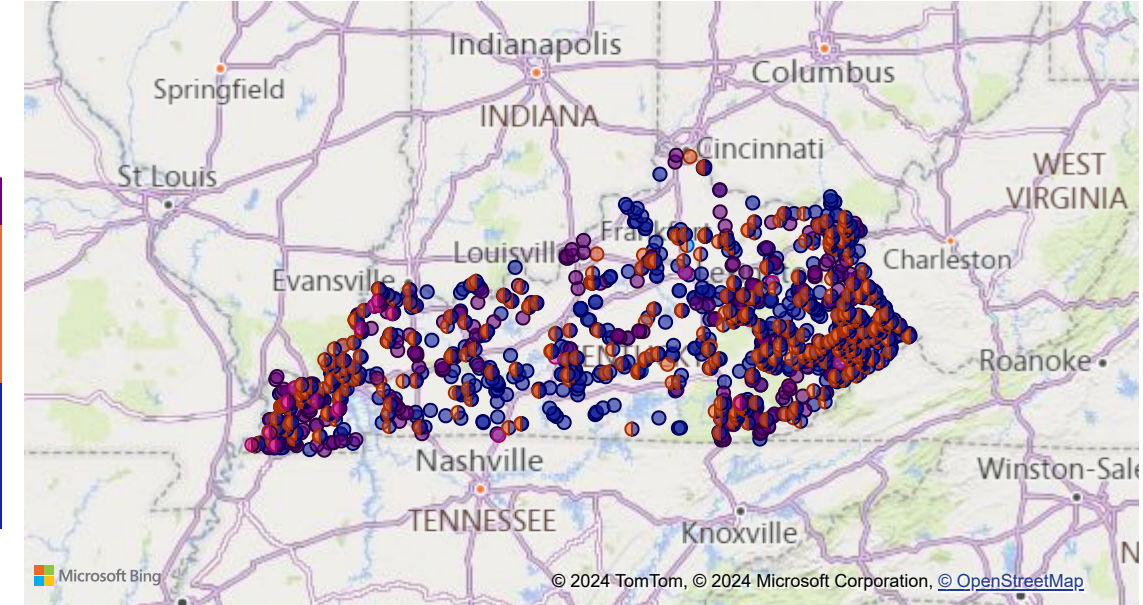 Indianapolis
Columbus
Springfield
INDIANA
Cincinnati
WEST
VIRGINIA
St Louis
Louisvill
Charleston
Evansville
Roanoke
Nashville
Winston-Sale
TENNESSEE
Knoxville
N
Microsoft Bing
© 2024 TomTom, © 2024 Microsoft Corporation, © OpenStreetMap